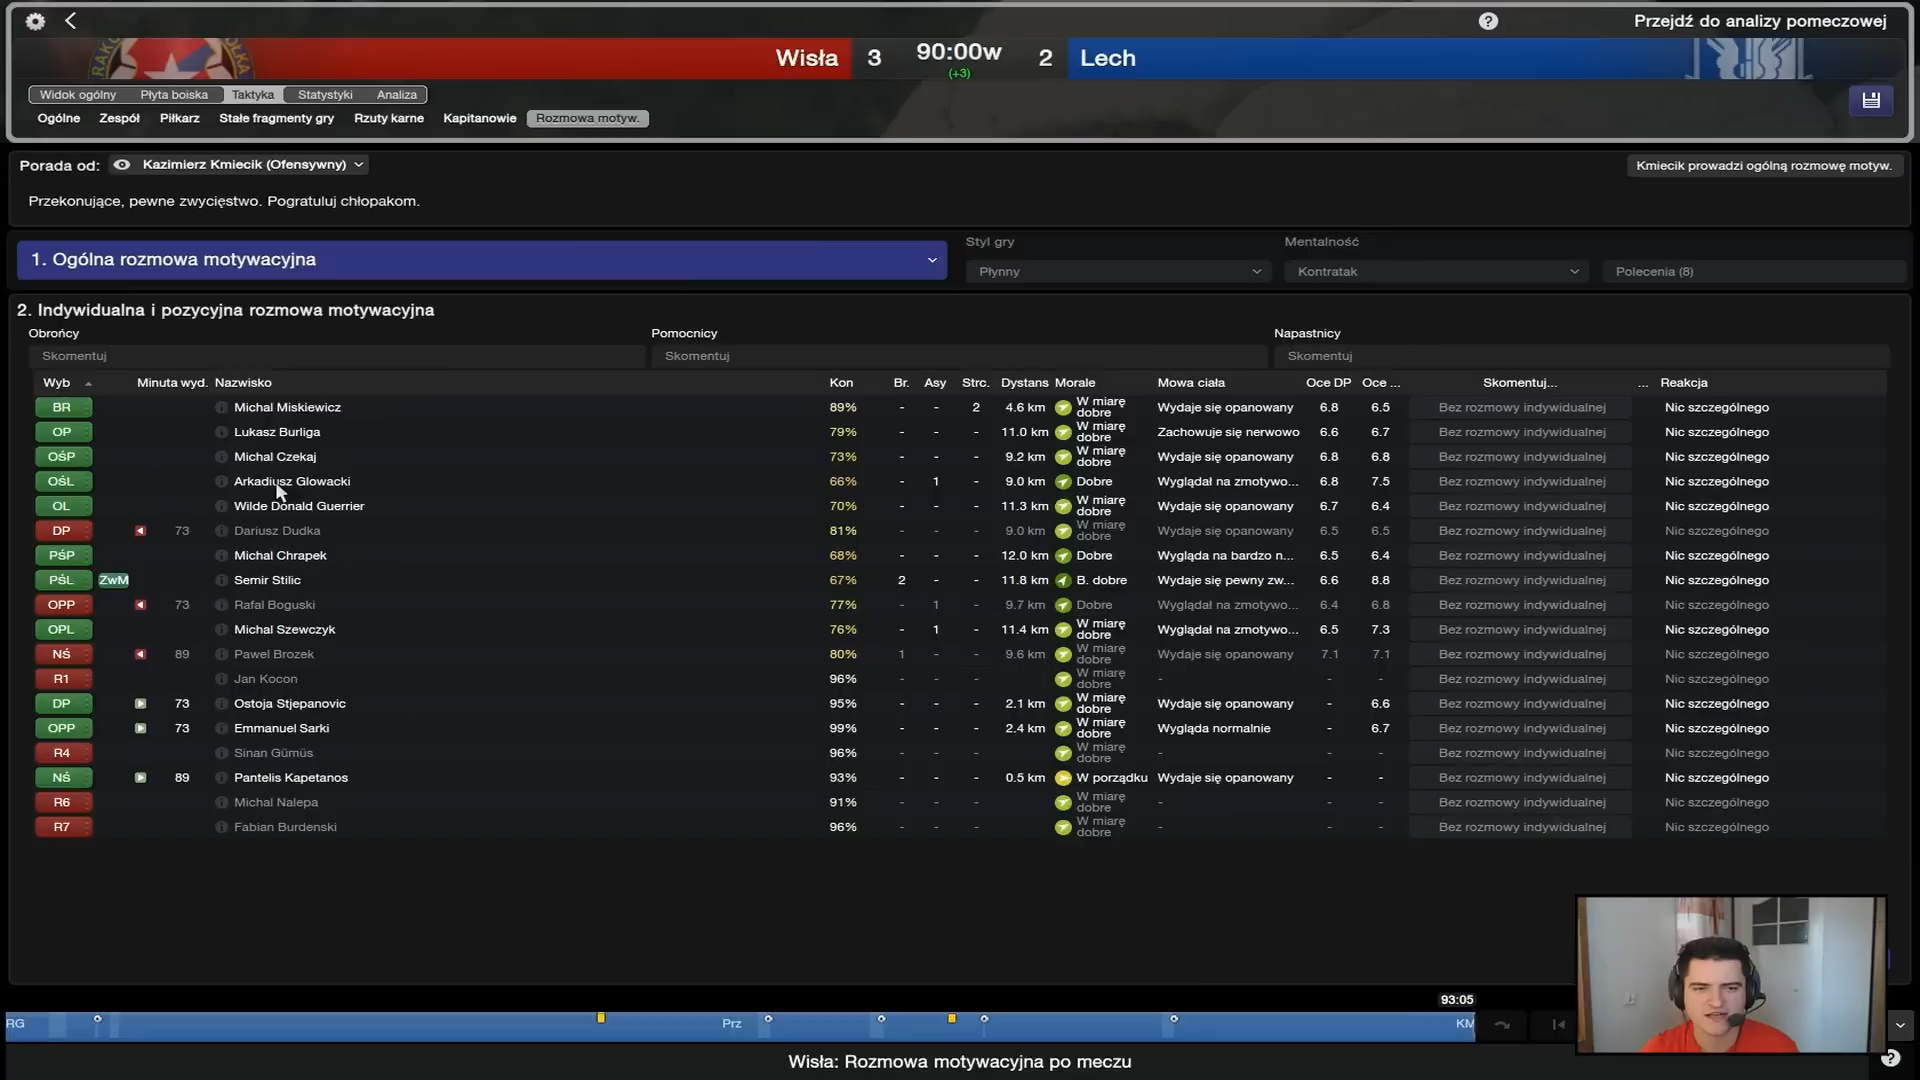 Przejdź do analizy pomeczowej
Wisła 3 90:00w (+3) 2 Lech
Widok ogólny Płyta boiska Taktyka Statystyki Analiza
Ogólne Zespół Piłkarz Stałe fragmenty gry Rzuty karne Kapitanowie Rozmowa motyw.
Porada od: Kazimierz Kmiecik (Ofensywny) Kmiecik prowadzi ogólną rozmowę motyw.
Przekonujące, pewne zwycięstwo. Pogratuluj chłopakom.
Styl gry Mentalność
1. Ogólna rozmowa motywacyjna Płynny Kontratak Polecenia (8)
2. Indywidualna i pozycyjna rozmowa motywacyjna
Obrońcy Pomocnicy Napastnicy
Skomentuj Skomentuj Skomentuj
Wyb Minuta wyd. Nazwisko Kon Br. Asy Strc. Dystans Morale Mowa ciała Oce DP Oce ... Skomentuj... ... Reakcja
BR Michal Miskiewicz 89% - - 2 4.6 km W miarę dobre Wydaje się opanowany 6.8 6.5 Bez rozmowy indywidualnej Nic szczególnego
OP Lukasz Burliga 79% - - - 11.0 km W miarę dobre Zachowuje się nerwowo 6.6 6.7 Bez rozmowy indywidualnej Nic szczególnego
OŚP Michal Czekaj 73% - - - 9.2 km W miarę dobre Wydaje się opanowany 6.8 6.8 Bez rozmowy indywidualnej Nic szczególnego
OŚL Arkadiusz Glowacki 66% - 1 - 9.0 km Dobre Wyglądał na zmotywo... 6.8 7.5 Bez rozmowy indywidualnej Nic szczególnego
OL Wilde Donald Guerrier 70% - - - 11.3 km W miarę dobre Wydaje się opanowany 6.7 6.4 Bez rozmowy indywidualnej Nic szczególnego
DP 73 Dariusz Dudka 81% - - - 9.0 km W miarę dobre Wydaje się opanowany 6.5 6.5 Bez rozmowy indywidualnej Nic szczególnego
PŚP Michal Chrapek 68% - - - 12.0 km Dobre Wygląda na bardzo n... 6.5 6.4 Bez rozmowy indywidualnej Nic szczególnego
PŚL ZwM Semir Stilic 67% 2 - - 11.8 km B. dobre Wydaje się pewny zw... 6.6 8.8 Bez rozmowy indywidualnej Nic szczególnego
OPP 73 Rafal Boguski 77% - 1 - 9.7 km Dobre Wyglądał na zmotywo... 6.4 6.8 Bez rozmowy indywidualnej Nic szczególnego
OPL Michal Szewczyk 76% - 1 - 11.4 km W miarę dobre Wyglądał na zmotywo... 6.5 7.3 Bez rozmowy indywidualnej Nic szczególnego
NŚ 89 Pawel Brozek 80% 1 - - 9.6 km W miarę dobre Wydaje się opanowany 7.1 7.1 Bez rozmowy indywidualnej Nic szczególnego
R1 Jan Kocon 96% - - - W miarę dobre - - - Bez rozmowy indywidualnej Nic szczególnego
DP 73 Ostoja Stjepanovic 95% - - - 2.1 km W miarę dobre Wydaje się opanowany - 6.6 Bez rozmowy indywidualnej Nic szczególnego
OPP 73 Emmanuel Sarki 99% - - - 2.4 km W miarę dobre Wygląda normalnie - 6.7 Bez rozmowy indywidualnej Nic szczególnego
R4 Sinan Gümüs 96% - - - W miarę dobre - - - Bez rozmowy indywidualnej Nic szczególnego
NŚ 89 Pantelis Kapetanos 93% - - - 0.5 km W porządku Wydaje się opanowany - - Bez rozmowy indywidualnej Nic szczególnego
R6 Michal Nalepa 91% - - - W miarę dobre - - - Bez rozmowy indywidualnej Nic szczególnego
R7 Fabian Burdenski 96% - - - W miarę dobre - - - Bez rozmowy indywidualnej Nic szczególnego
93:05
RG Prz KM
Wisła: Rozmowa motywacyjna po meczu